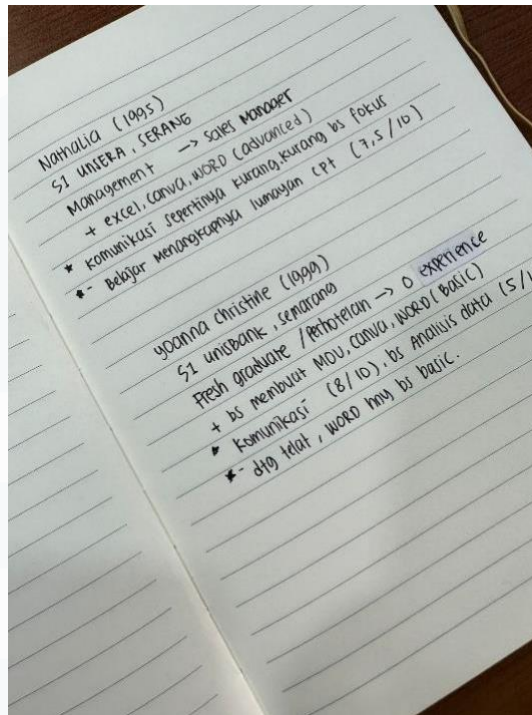 Nathalia (1995)
S1 UNSERA, SERANG
Management → Sales Manager
+ excel, canva, WORD (advanced)
* komunikasi sepertinya kurang, kurang bs fokus
*- Belajar menangkapnya lumayan cpt (7,5/10)
yoanna christine (1999)
S1 unisbank, semarang
Fresh graduate /perhotelan → 0 experience
+ bs membuat MOU, canva, WORD (Basic)
* komunikasi (8/10), bs Analisis data (5/1
*- dtg telat, WORD hny bs basic.